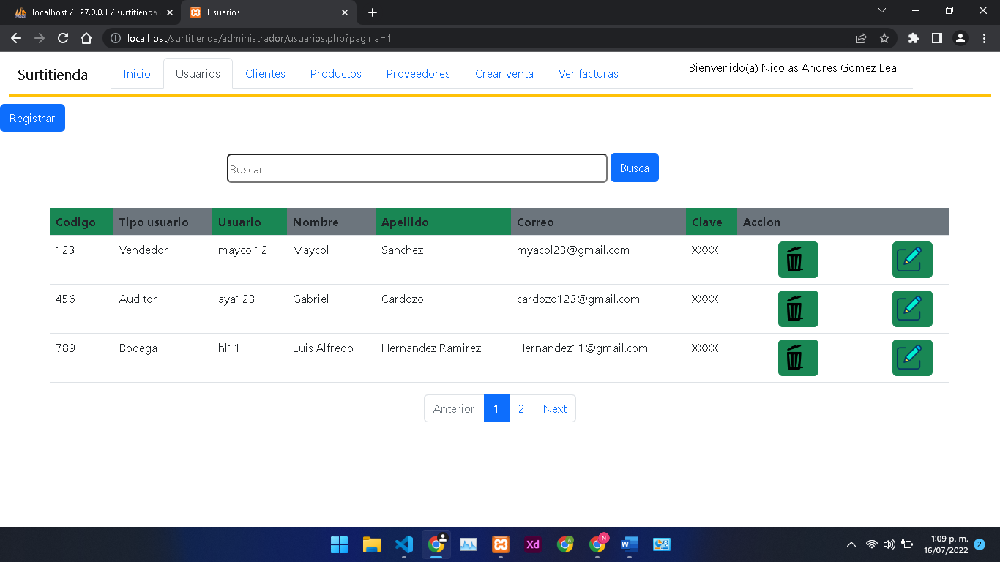 localhost / 127.0.0.1 / surtitienda
Usuarios
localhost/surtitienda/administrador/usuarios.php?pagina=1
Surtitienda Inicio Usuarios Clientes Productos Proveedores Crear venta Ver facturas Bienvenido(a) Nicolas Andres Gomez Leal
Registrar
Buscar Busca
Codigo Tipo usuario Usuario Nombre Apellido Correo Clave Accion
123 Vendedor maycol12 Maycol Sanchez myacol23@gmail.com XXXX
456 Auditor aya123 Gabriel Cardozo cardozo123@gmail.com XXXX
789 Bodega hl11 Luis Alfredo Hernandez Ramirez Hernandez11@gmail.com XXXX
Anterior 1 2 Next
Xd A N W
1:09 p. m.
16/07/2022 2